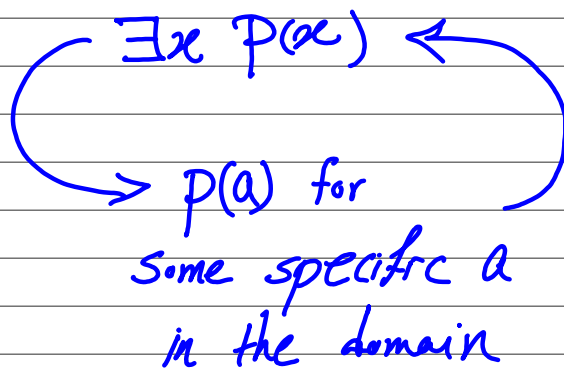 ∃x P(x)
P(a) for
some specific a
in the domain